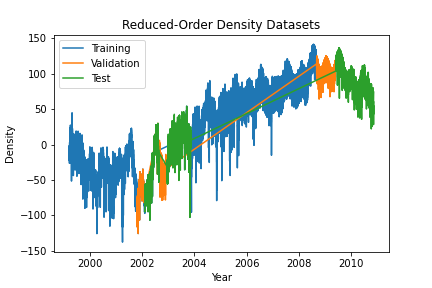 Reduced-Order Density Datasets
Training
Validation
Test
Density
150
100
50
0
−50
−100
−150
2000
2002
2004
2006
2008
2010
Year